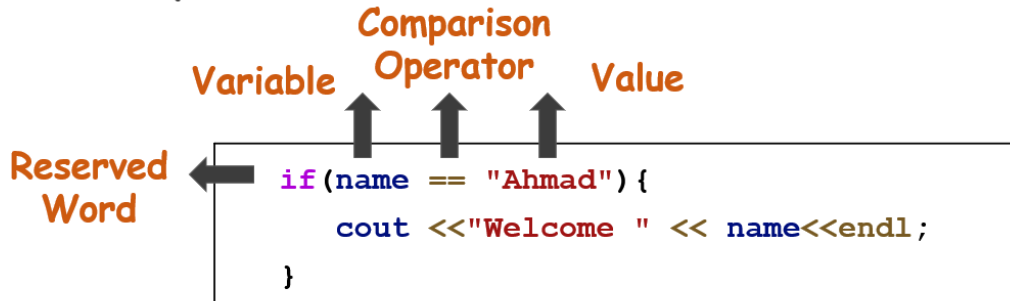 Comparison
Operator
Variable
Value
Reserved
Word
if(name == "Ahmad"){
cout <<"Welcome " << name<<endl;
}